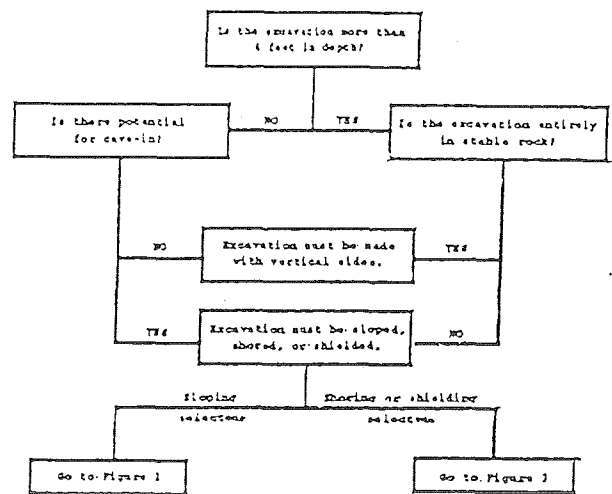 Is the excavation more than
feet in depth?
Is there potential
for cave-in?
NO
YES
Is the excavation entirely
in stable rock?
NO
Excavation must be made
with vertical sides.
YES
YES
Excavation must be sloped,
shored, or shielded.
NO
Sloping
selected
Shoring or shielding
selected
Go to Figure
Go to Figure